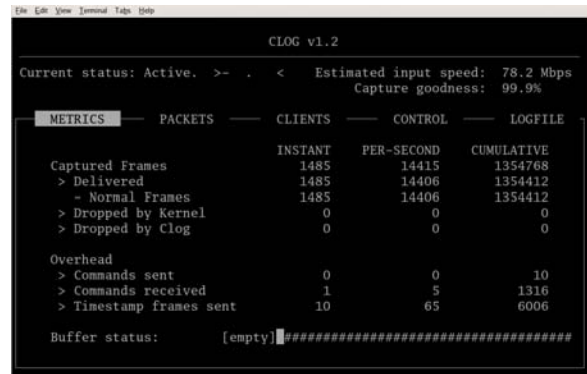 File Edit View Terminal Tabs Help
CLOG v1.2
Current status: Active. >- . < Estimated input speed: 78.2 Mbps
Capture goodness: 99.9%
METRICS PACKETS CLIENTS CONTROL LOGFILE
INSTANT PER-SECOND CUMULATIVE
Captured Frames 1485 14415 1354768
> Delivered 1485 14406 1354412
- Normal Frames 1485 14406 1354412
> Dropped by Kernel 0 0 0
> Dropped by Clog 0 0 0
Overhead
> Commands sent 0 0 10
> Commands received 1 5 1316
> Timestamp frames sent 10 65 6006
Buffer status: [empty]#####################################